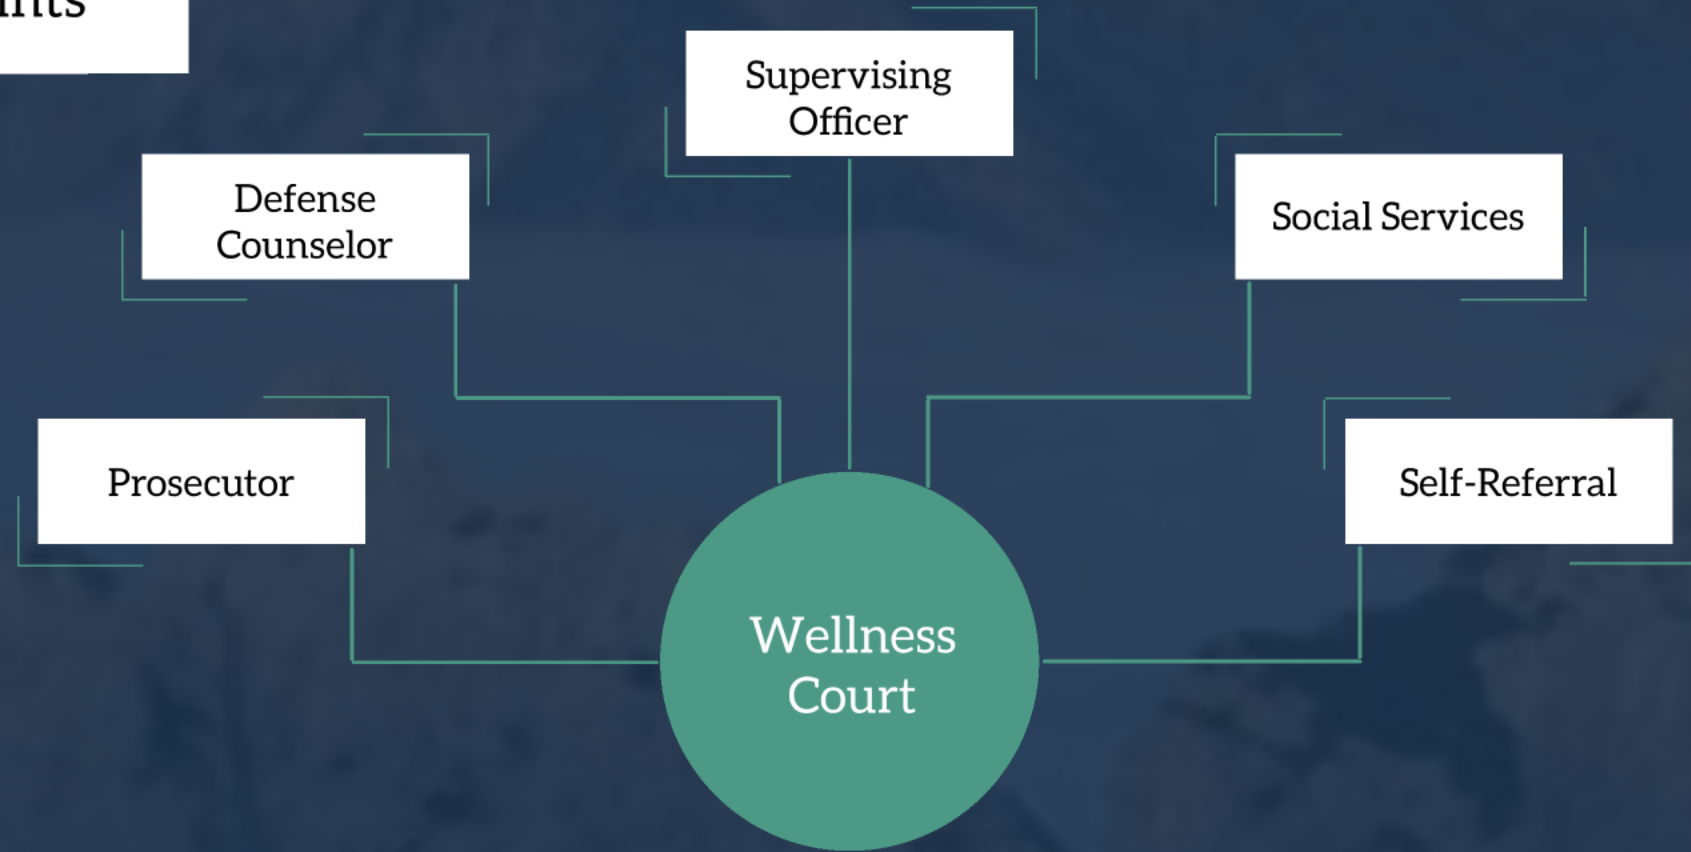 Supervising
Officer
Defense
Counselor
Social Services
Prosecutor
Self-Referral
Wellness
Court